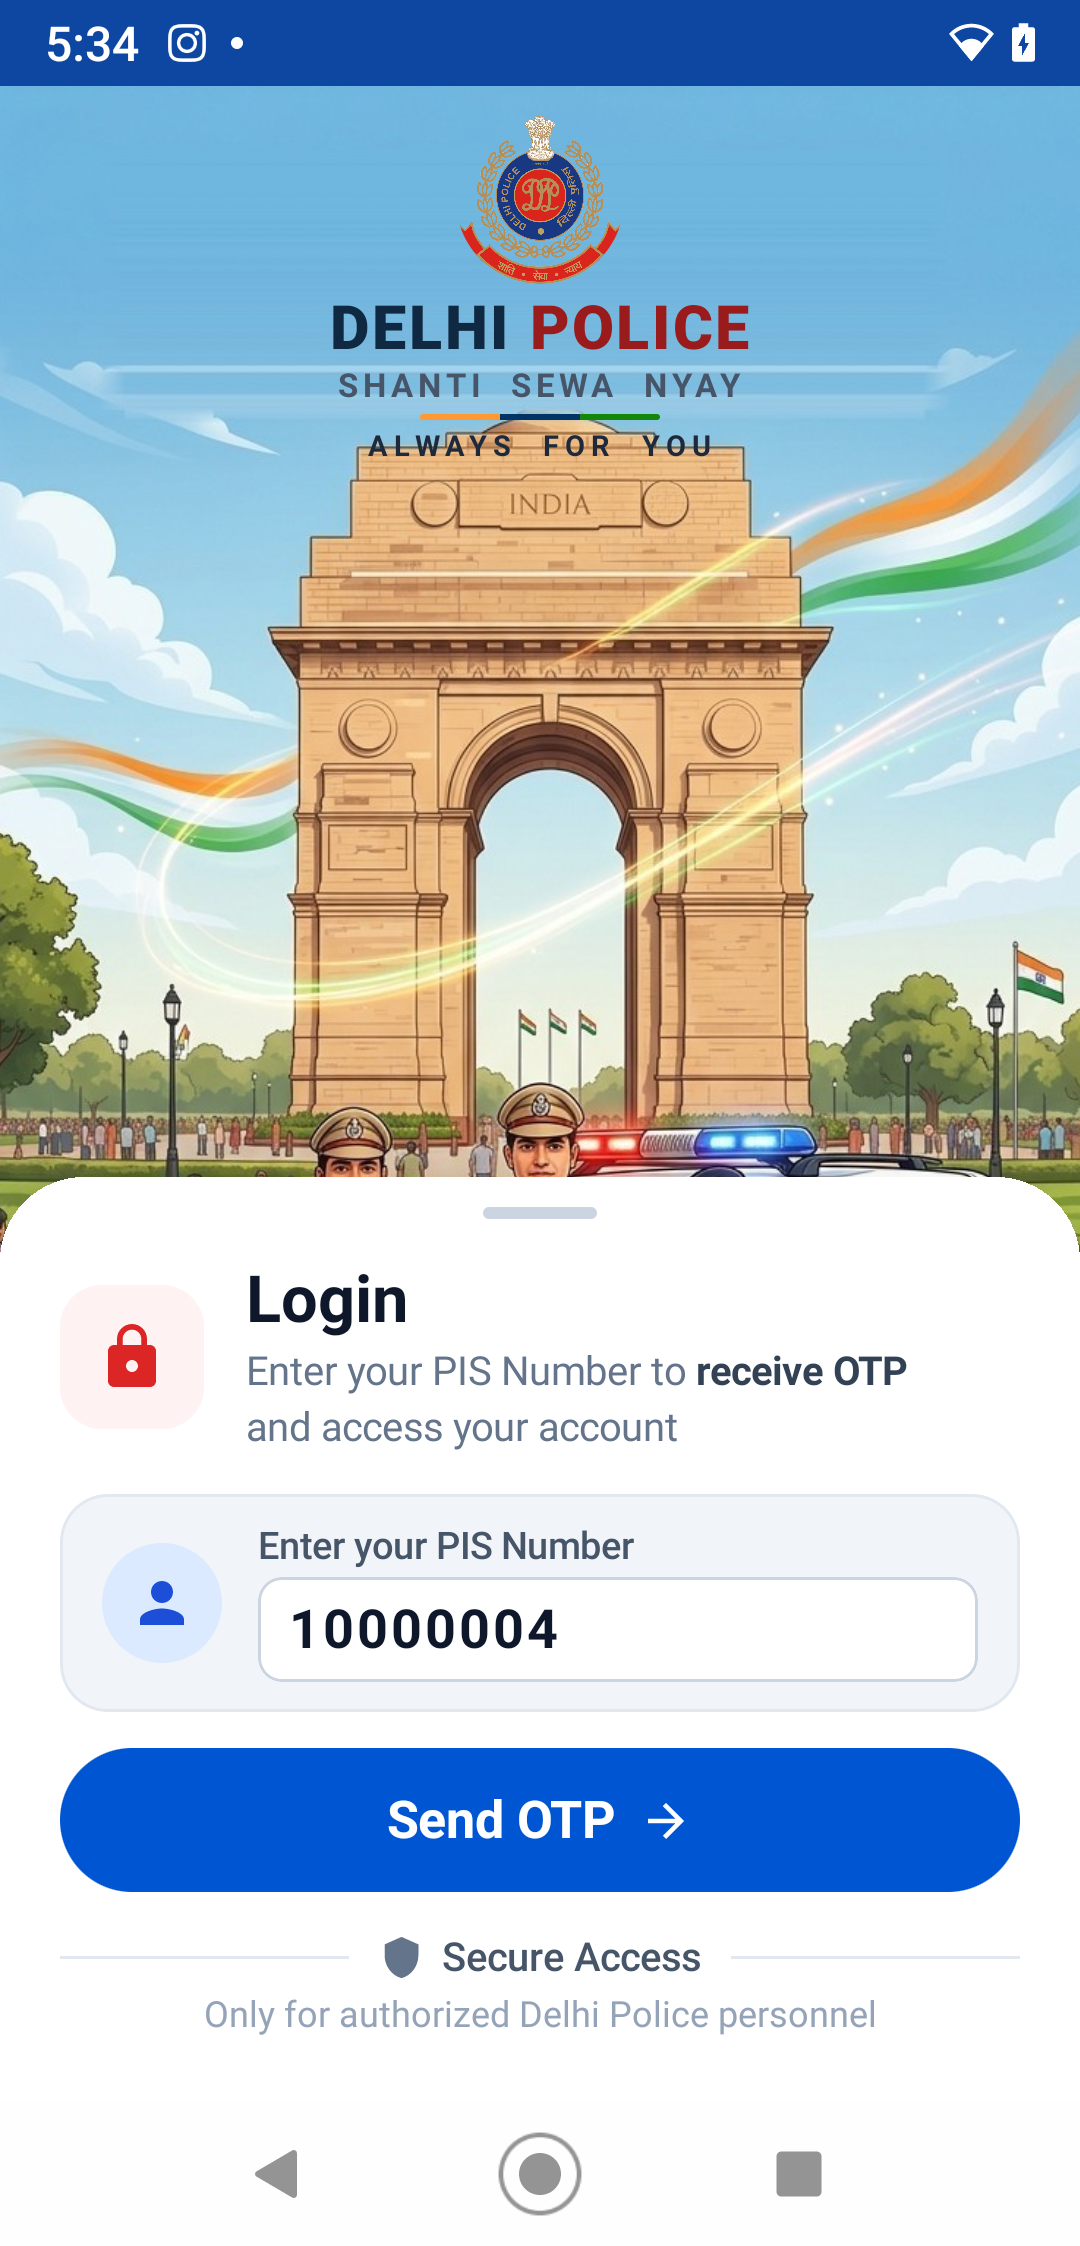 5:34
DELHI POLICE
दिल्ली पुलिस
शांति • सेवा • न्याय
DELHI POLICE
SHANTI SEWA NYAY
ALWAYS FOR YOU
INDIA
Login
Enter your PIS Number to receive OTP
and access your account
Enter your PIS Number
10000004
Send OTP →
Secure Access
Only for authorized Delhi Police personnel